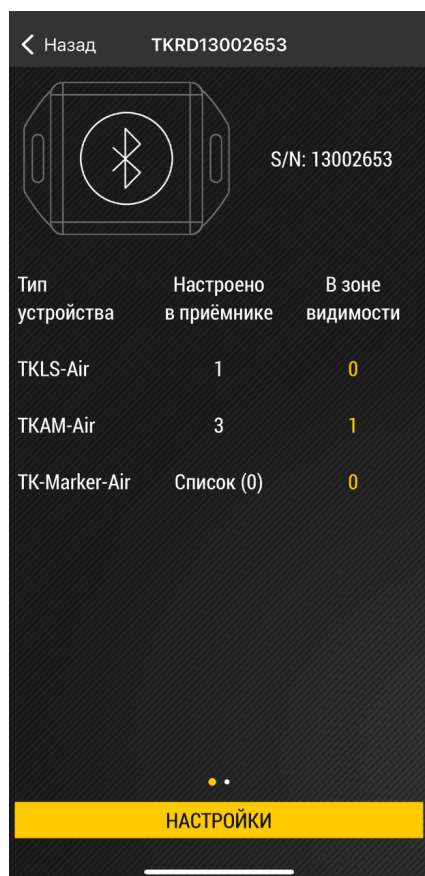 Назад TKRD13002653
S/N: 13002653
Тип Настроено В зоне
устройства в приёмнике видимости
TKLS-Air 1 0
TKAM-Air 3 1
TK-Marker-Air Список (0) 0
НАСТРОЙКИ